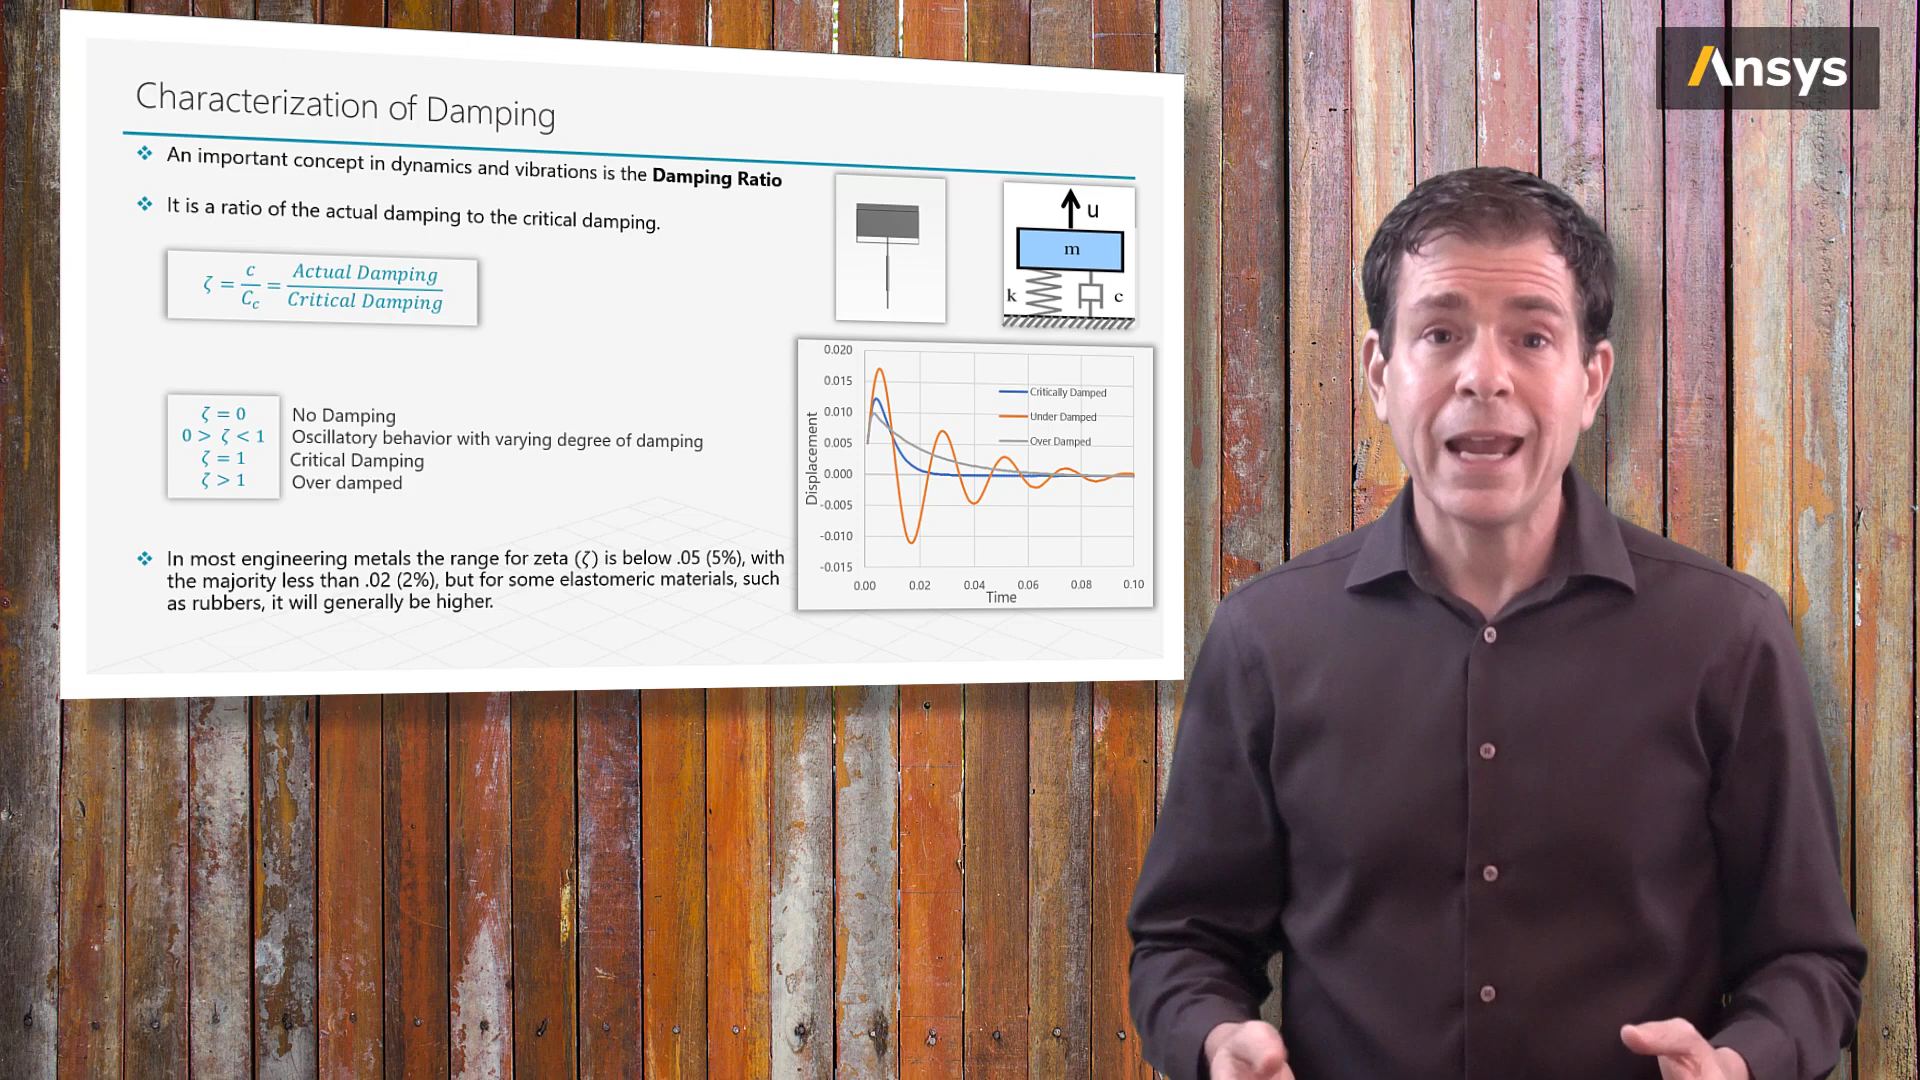 Ansys
Characterization of Damping
❖ An important concept in dynamics and vibrations is the Damping Ratio
❖ It is a ratio of the actual damping to the critical damping.
ζ = c / C_c = Actual Damping / Critical Damping
ζ = 0 No Damping
0 > ζ < 1 Oscillatory behavior with varying degree of damping
ζ = 1 Critical Damping
ζ > 1 Over damped
❖ In most engineering metals the range for zeta (ζ) is below .05 (5%), with
the majority less than .02 (2%), but for some elastomeric materials, such
as rubbers, it will generally be higher.
u
m
k
c
0.020
0.015
0.010
0.005
0.000
-0.005
-0.010
-0.015
Displacement
Critically Damped
Under Damped
Over Damped
0.00 0.02 0.04 0.06 0.08 0.10
Time